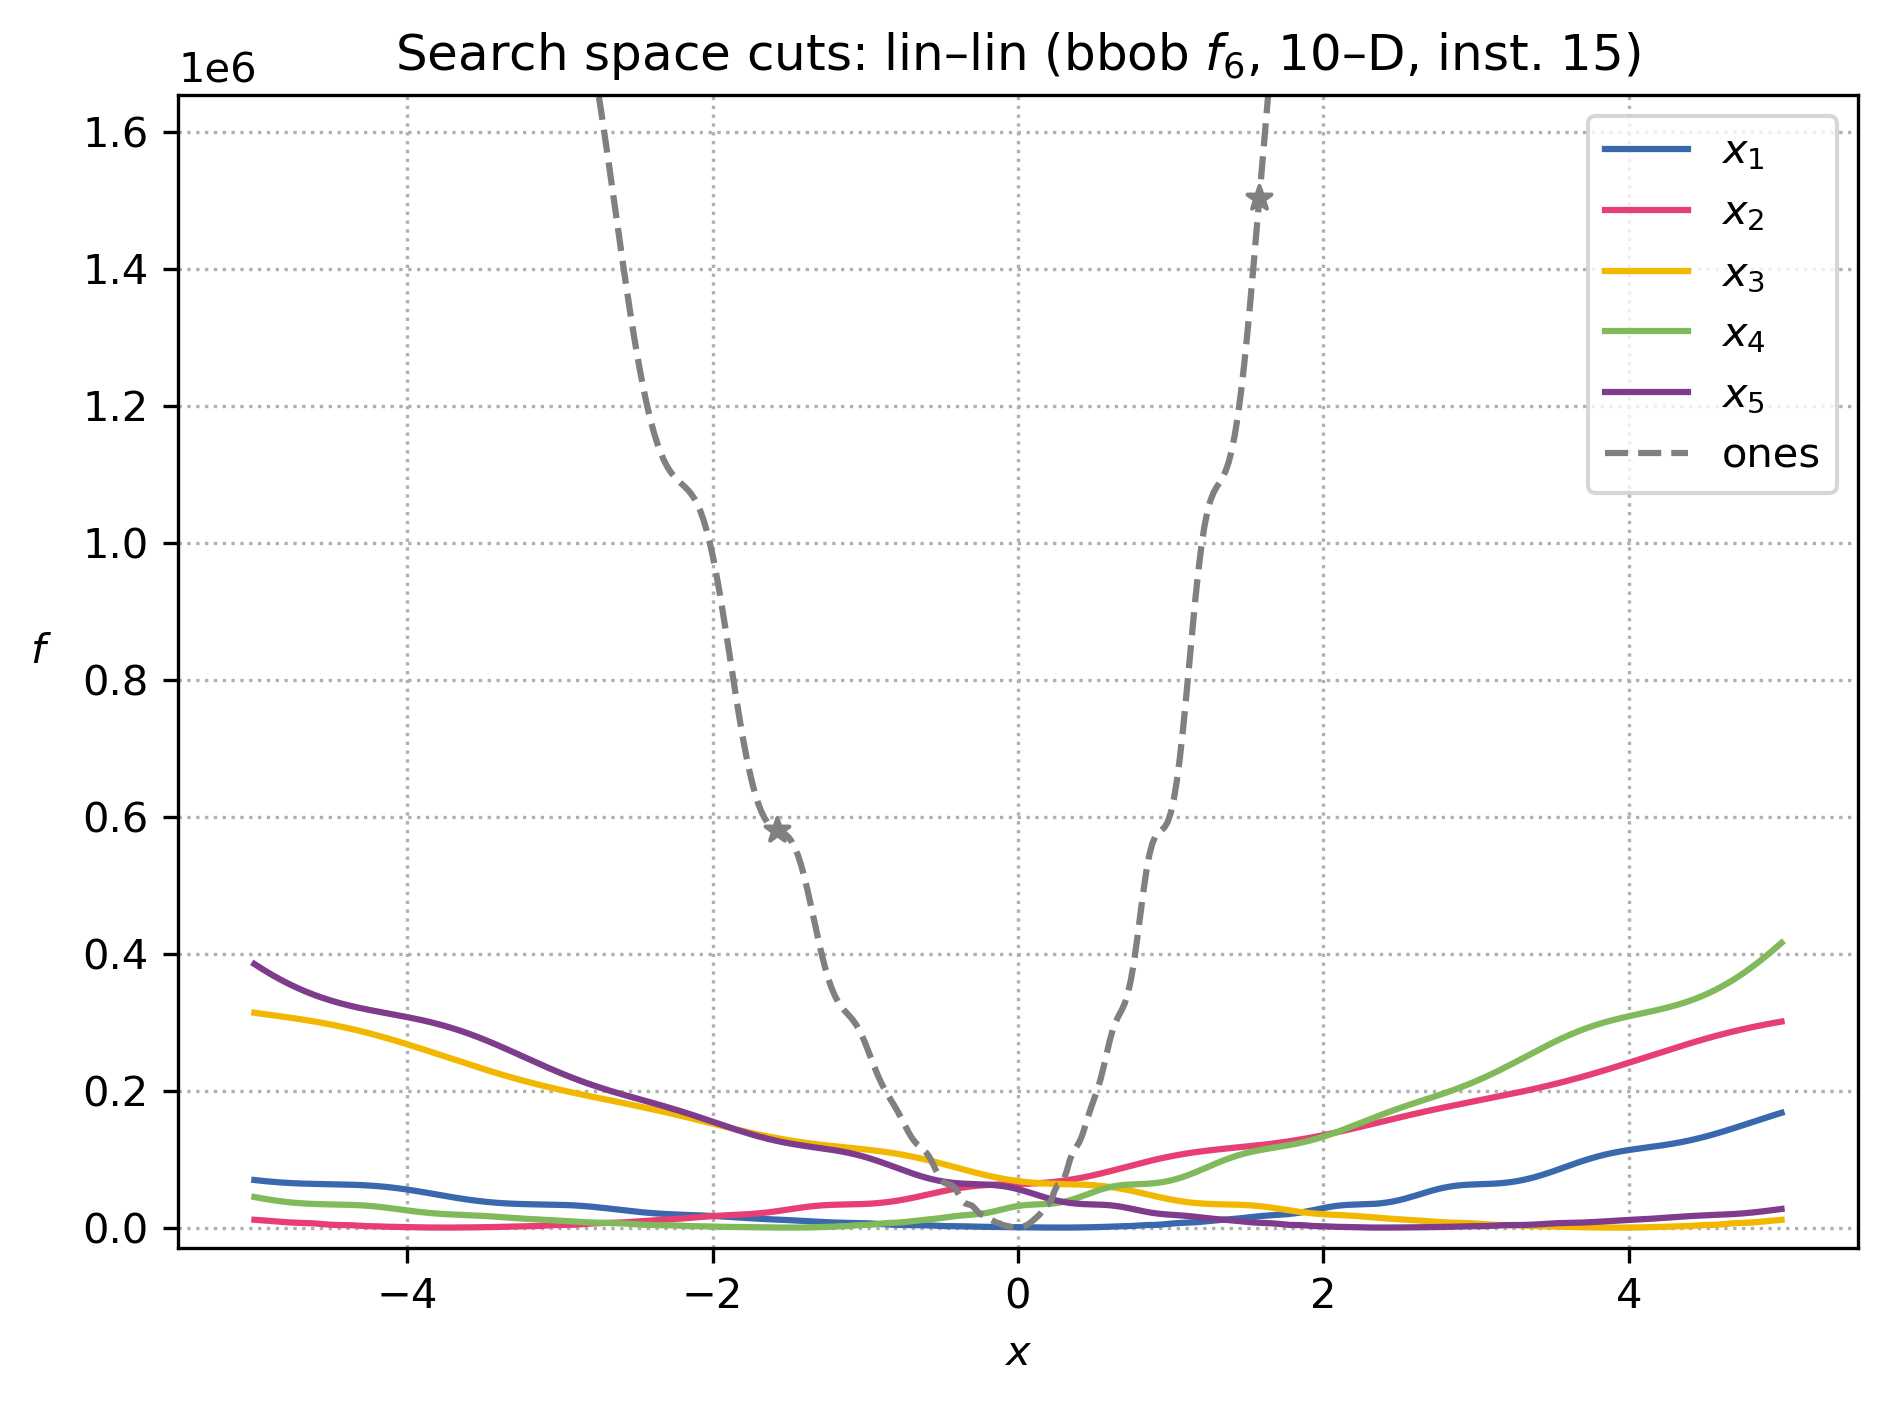 Search space cuts: lin–lin (bbob f₆, 10–D, inst. 15)
1e6
1.6
1.4
1.2
1.0
0.8
0.6
0.4
0.2
0.0
f
−4
−2
0
2
4
x
x₁
x₂
x₃
x₄
x₅
ones